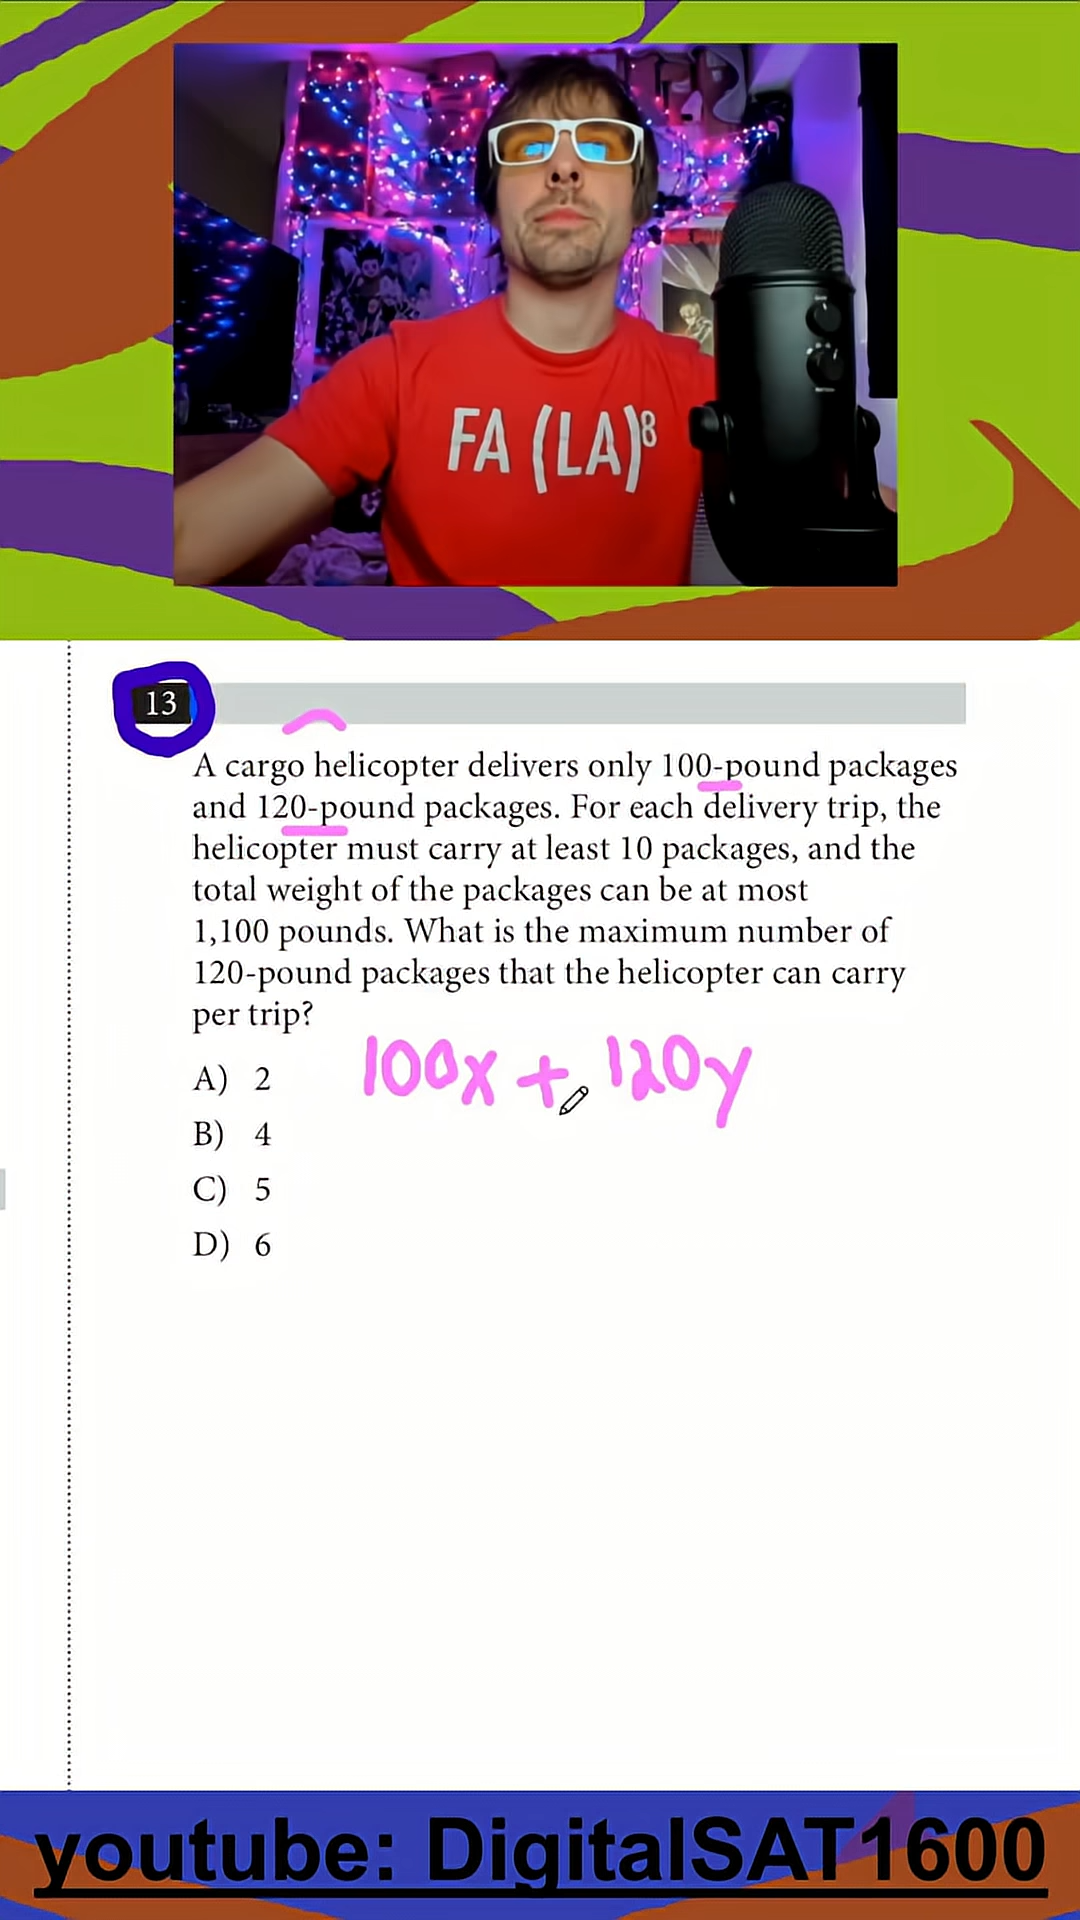 FA (LA)⁸
13
A cargo helicopter delivers only 100-pound packages
and 120-pound packages. For each delivery trip, the
helicopter must carry at least 10 packages, and the
total weight of the packages can be at most
1,100 pounds. What is the maximum number of
120-pound packages that the helicopter can carry
per trip?
100x + 120y
A) 2
B) 4
C) 5
D) 6
youtube: DigitalSAT1600